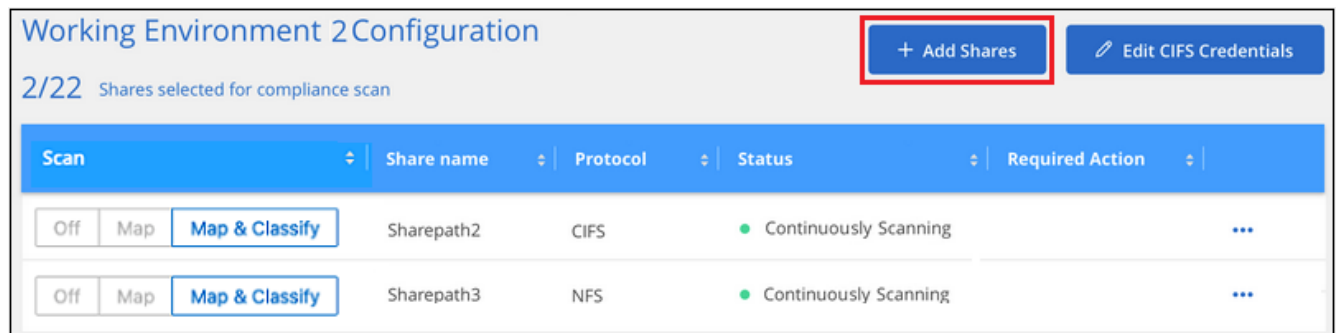 Working Environment 2 Configuration
+ Add Shares
Edit CIFS Credentials
2/22 Shares selected for compliance scan
Scan Share name Protocol Status Required Action
Off Map Map & Classify Sharepath2 CIFS Continuously Scanning •••
Off Map Map & Classify Sharepath3 NFS Continuously Scanning •••